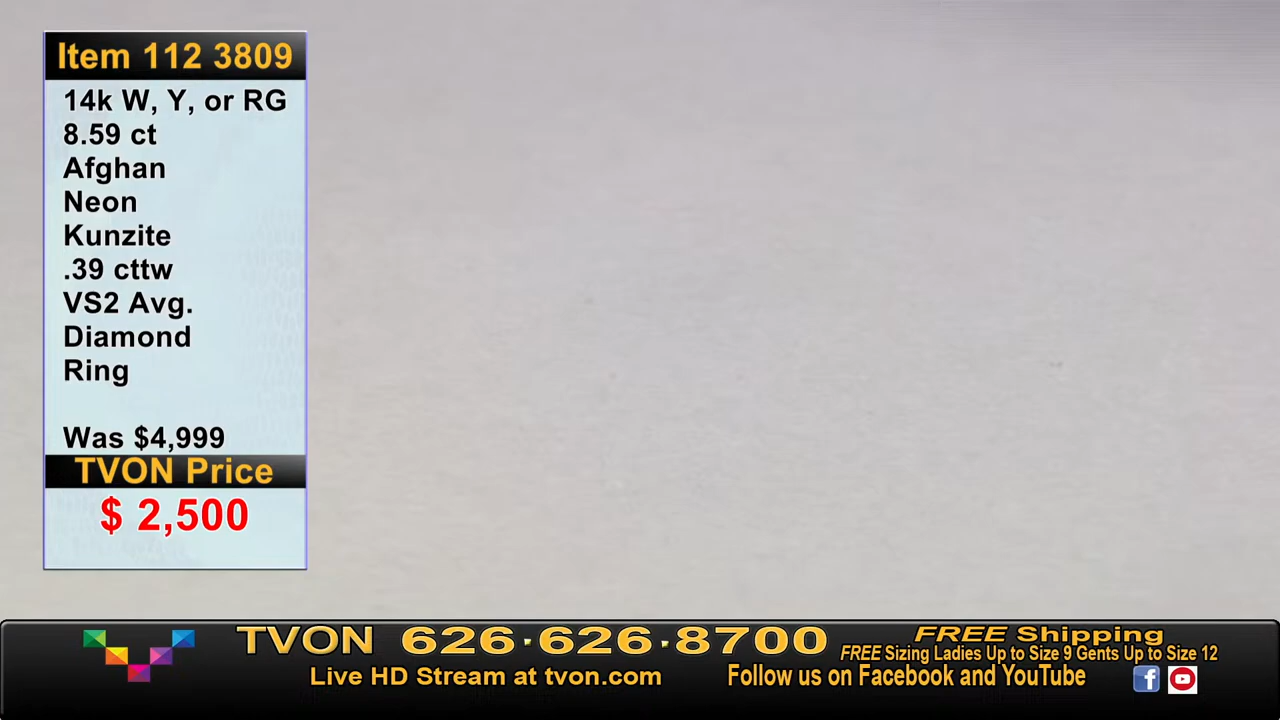 Item 112 3809
14k W, Y, or RG
8.59 ct
Afghan
Neon
Kunzite
.39 cttw
VS2 Avg.
Diamond
Ring
Was $4,999
TVON Price
$ 2,500
TVON 626·626·8700
FREE Shipping
FREE Sizing Ladies Up to Size 9 Gents Up to Size 12
Live HD Stream at tvon.com
Follow us on Facebook and YouTube